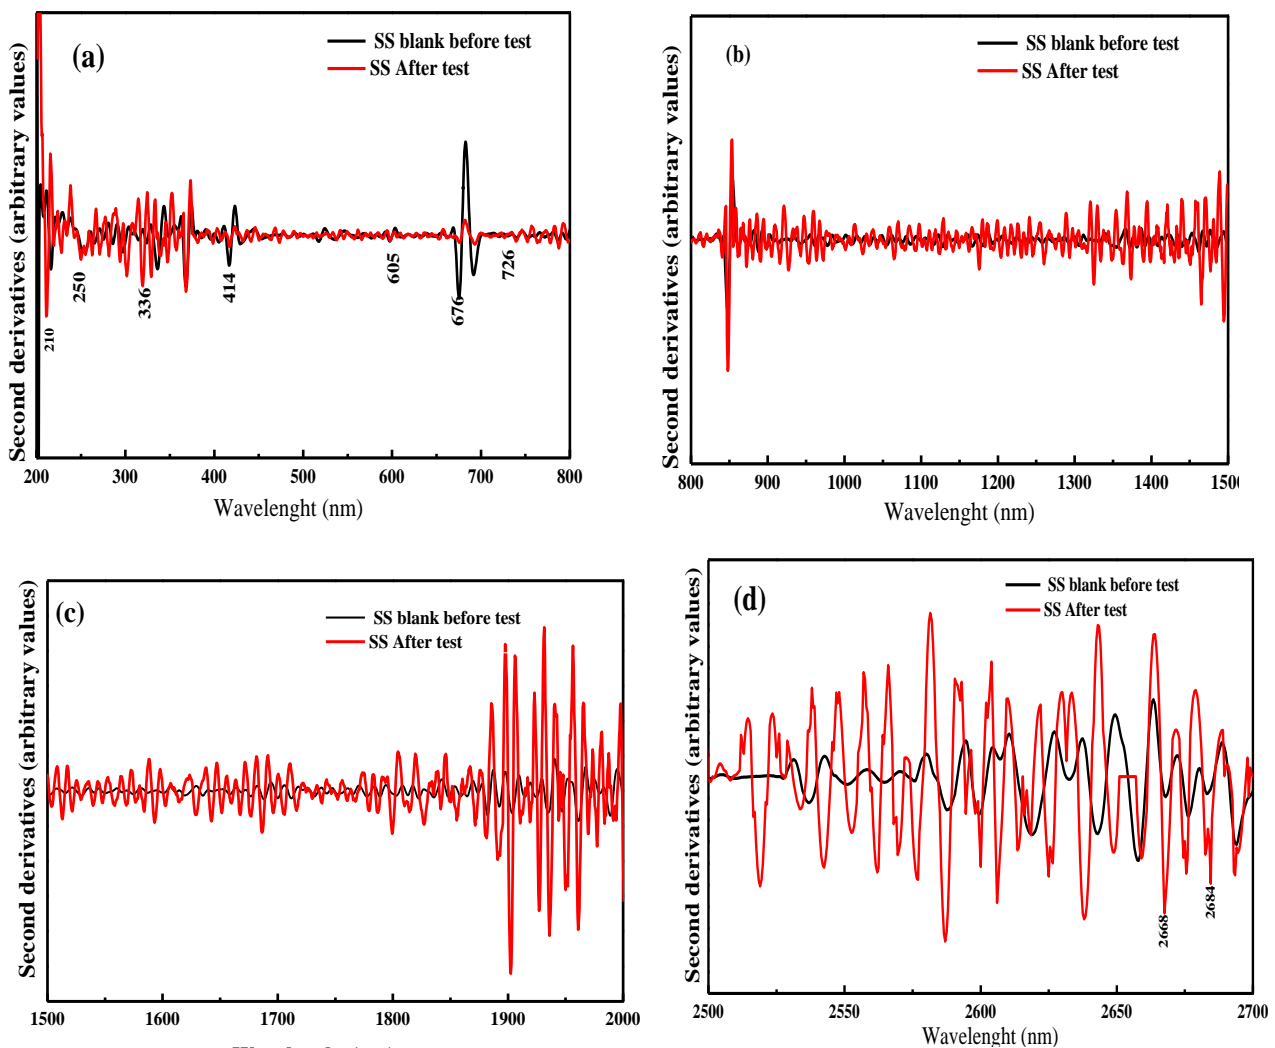 (a)
SS blank before test
SS After test
Second derivatives (arbitrary values)
210
250
336
414
605
676
726
200 300 400 500 600 700 800
Wavelenght (nm)
(b)
SS blank before test
SS After test
Second derivatives (arbitrary values)
800 900 1000 1100 1200 1300 1400 1500
Wavelenght (nm)
(c)
SS blank before test
SS After test
Second derivatives (arbitrary values)
1500 1600 1700 1800 1900 2000
(d)
SS blank before test
SS After test
Second derivatives (arbitrary values)
2668
2684
2500 2550 2600 2650 2700
Wavelenght (nm)